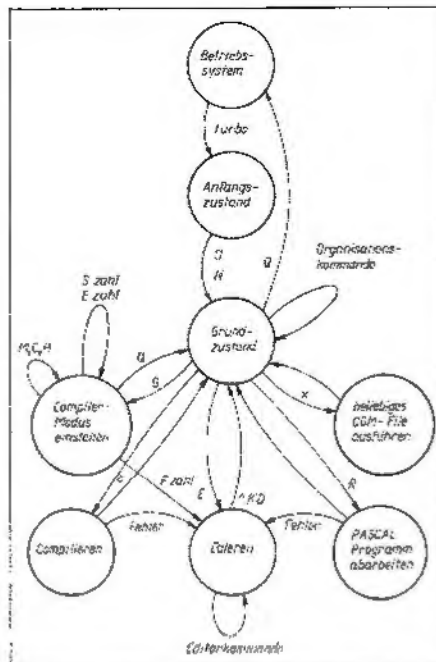 Betriebs-
system
turbo
Anfangs-
zustand
N
Q
Organisations-
kommando
S zahl
E zahl
M,C,H
Grund-
zustand
Q
X
Compiler-
Modus
einstellen
beliebiges
COM-File
ausführen
F zahl
E
^KD
R
Fehler
Fehler
Compilieren
Edieren
PASCAL
Programm
abarbeiten
Editorkommando